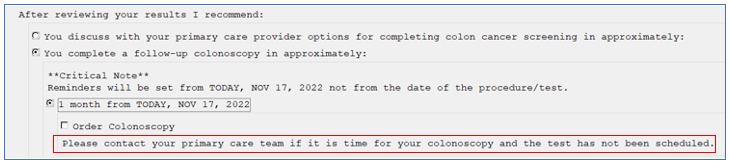 After reviewing your results I recommend:
You discuss with your primary care provider options for completing colon cancer screening in approximately:
You complete a follow-up colonoscopy in approximately:
**Critical Note**
Reminders will be set from TODAY, NOV 17, 2022 not from the date of the procedure/test.
1 month from TODAY, NOV 17, 2022
Order Colonoscopy
Please contact your primary care team if it is time for your colonoscopy and the test has not been scheduled.